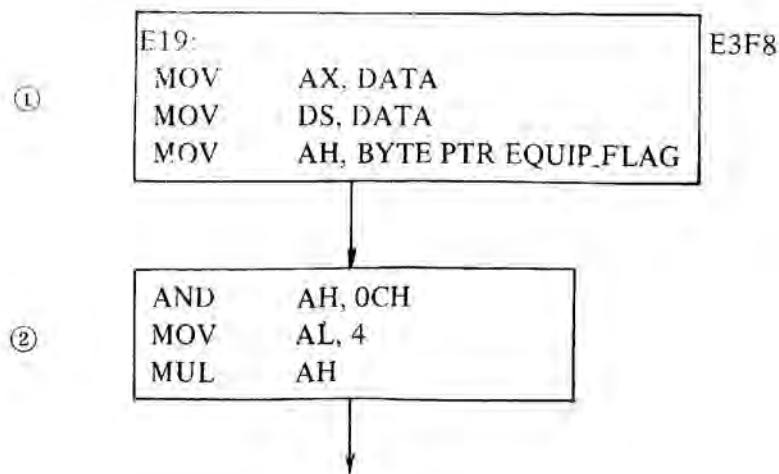 E19:
E3F8
①
MOV AX, DATA
MOV DS, DATA
MOV AH, BYTE PTR EQUIP_FLAG
②
AND AH, 0CH
MOV AL, 4
MUL AH